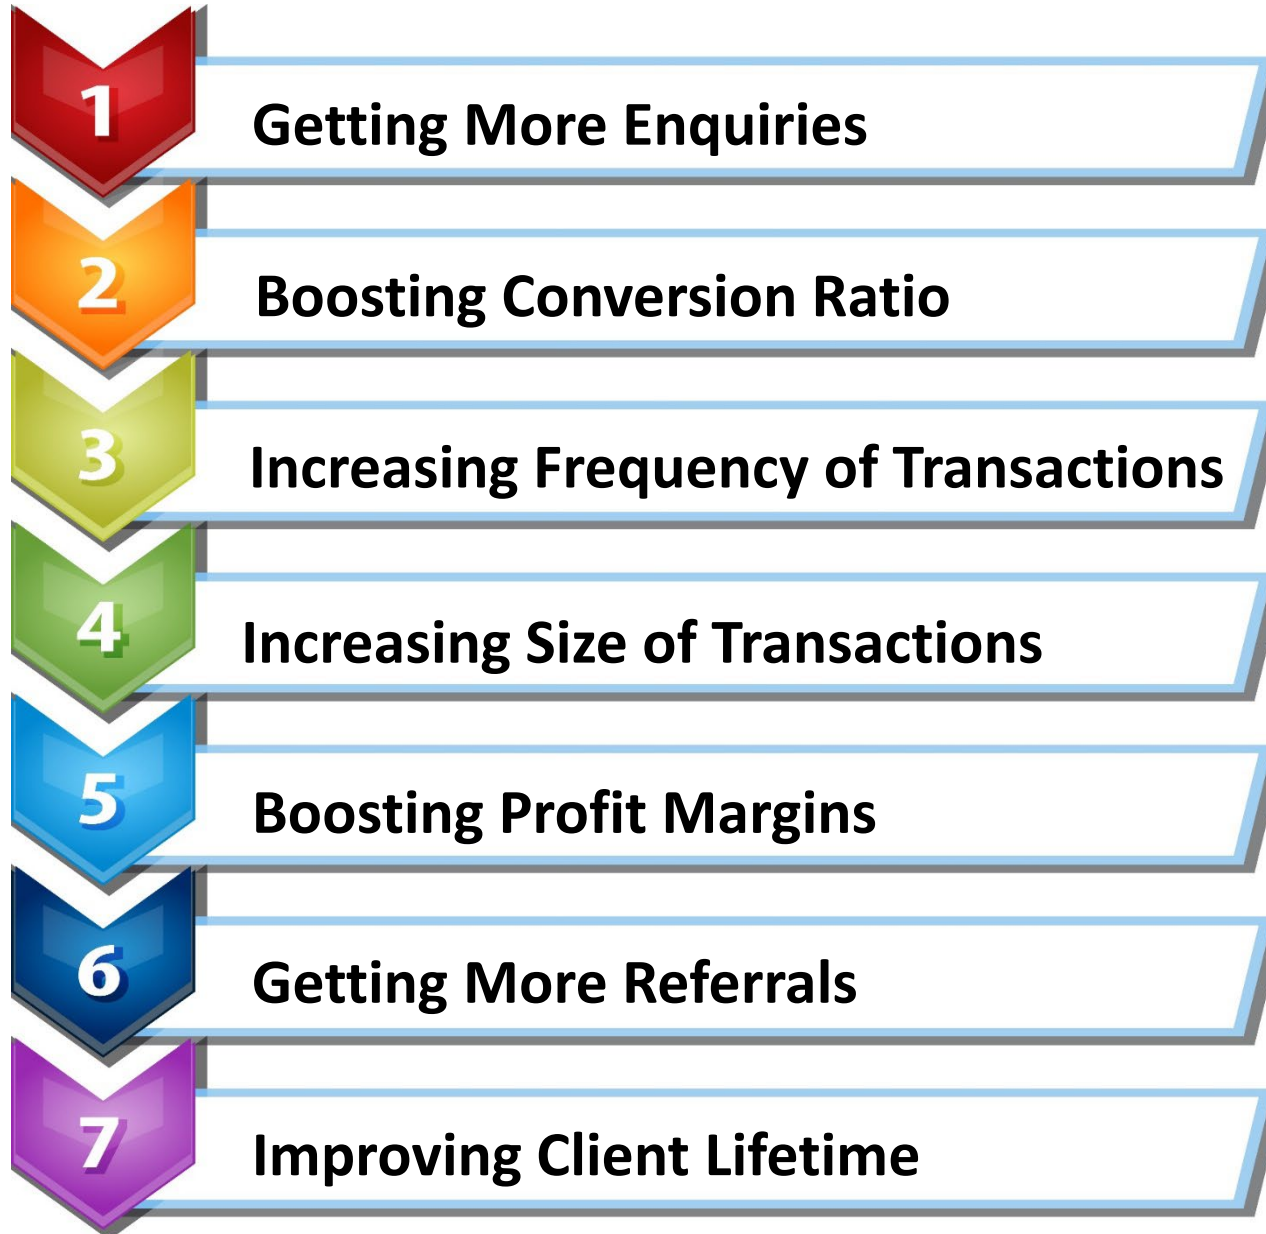 1
Getting More Enquiries
2
Boosting Conversion Ratio
3
Increasing Frequency of Transactions
4
Increasing Size of Transactions
5
Boosting Profit Margins
6
Getting More Referrals
7
Improving Client Lifetime